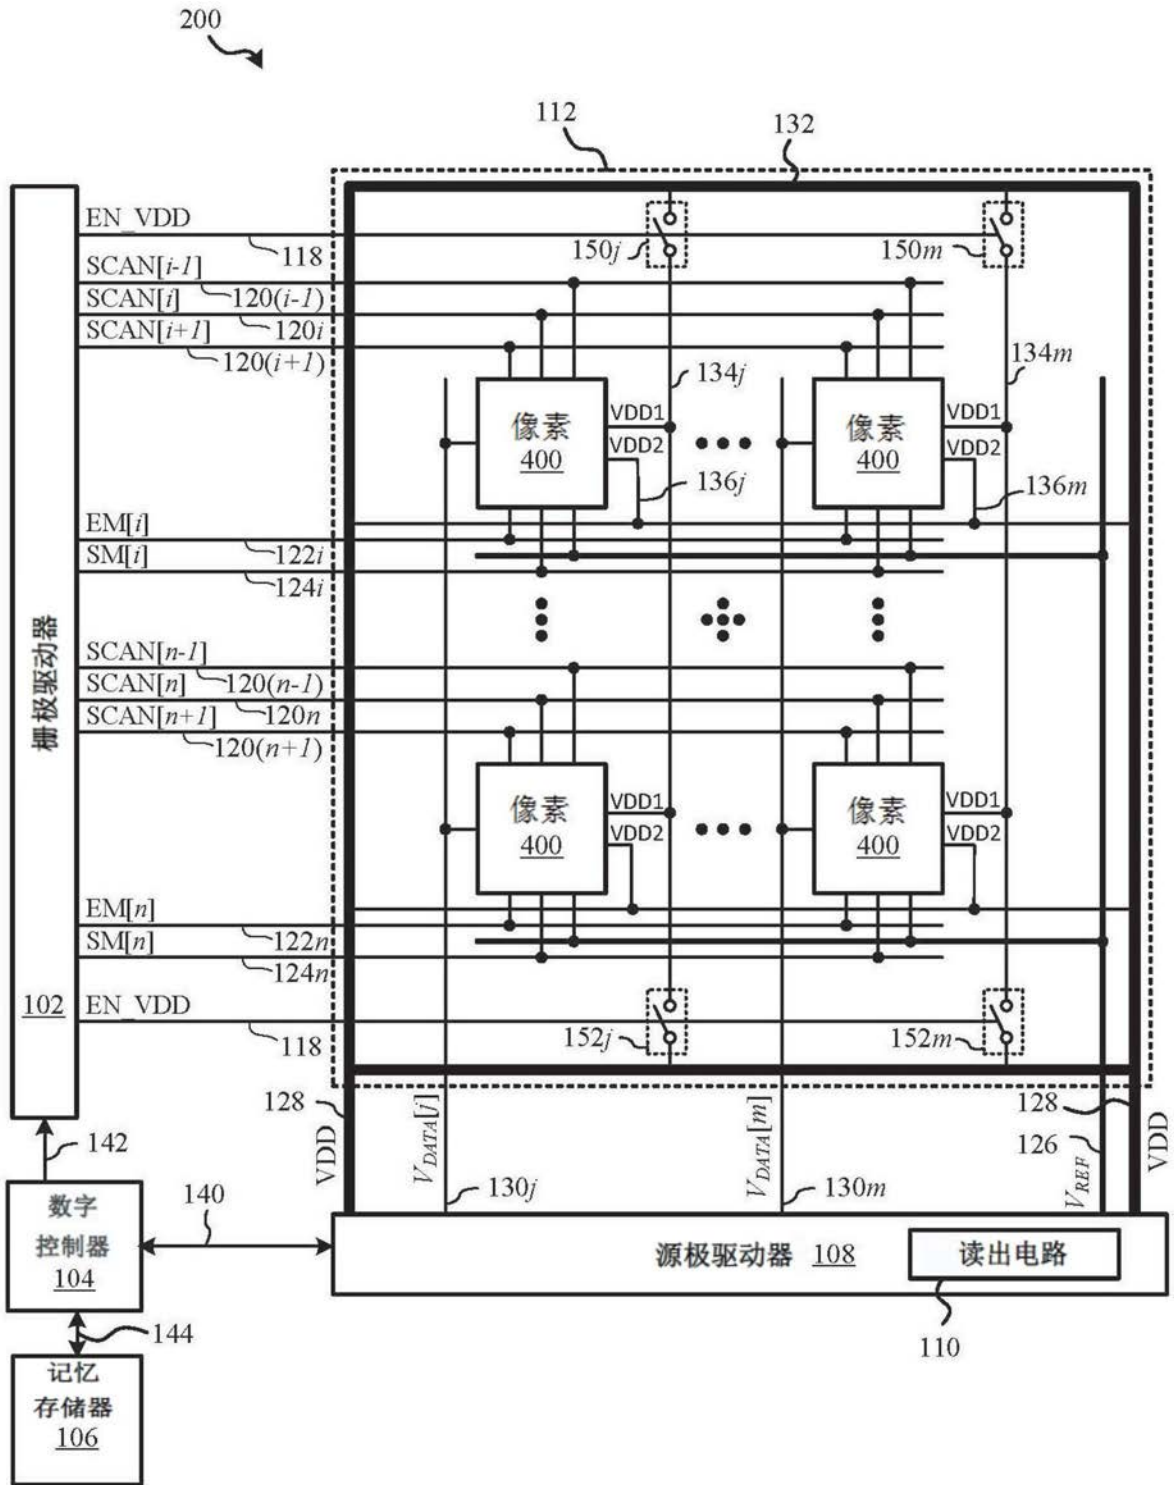 200
112
132
EN_VDD
118
150j
150m
SCAN[i-1]
120(i-1)
SCAN[i]
120i
SCAN[i+1]
120(i+1)
134j
134m
像素
400
VDD1
VDD2
像素
400
VDD1
VDD2
136j
136m
EM[i]
122i
SM[i]
124i
栅极驱动器
102
SCAN[n-1]
120(n-1)
SCAN[n]
120n
SCAN[n+1]
120(n+1)
像素
400
VDD1
VDD2
像素
400
VDD1
VDD2
EM[n]
122n
SM[n]
124n
EN_VDD
118
152j
152m
128
VDD
VDATA[j]
VDATA[m]
128
126
VREF
VDD
142
130j
130m
数字
控制器
104
140
源极驱动器 108
读出电路
110
144
记忆
存储器
106